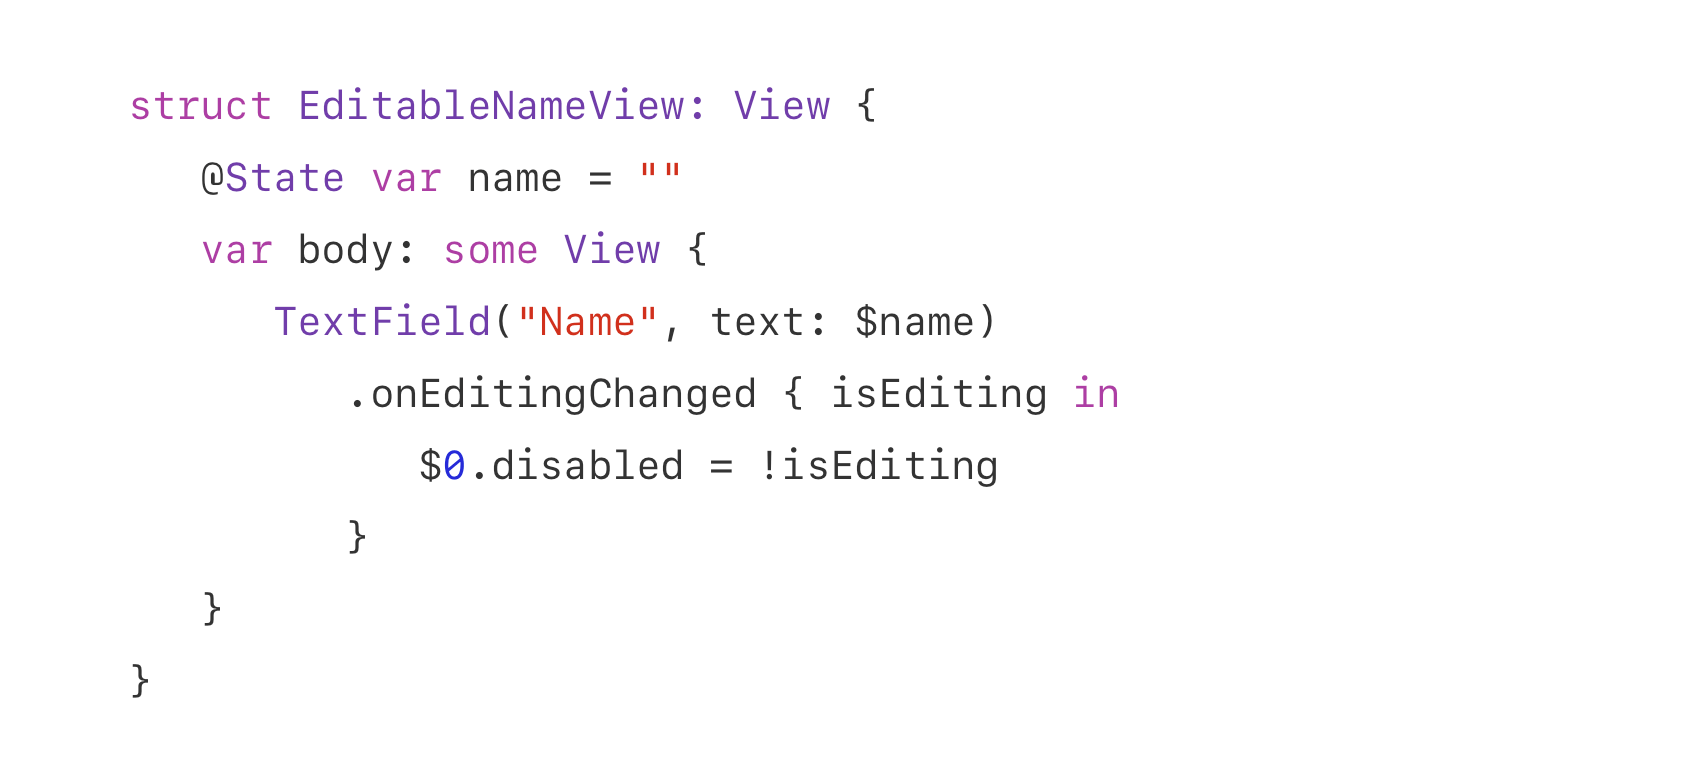 struct EditableNameView: View {
@State var name = ""
var body: some View {
TextField("Name", text: $name)
.onEditingChanged { isEditing in
$0.disabled = !isEditing
}
}
}